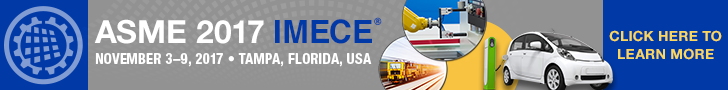 ASME 2017 IMECE®
NOVEMBER 3–9, 2017 • TAMPA, FLORIDA, USA
CLICK HERE TO
LEARN MORE